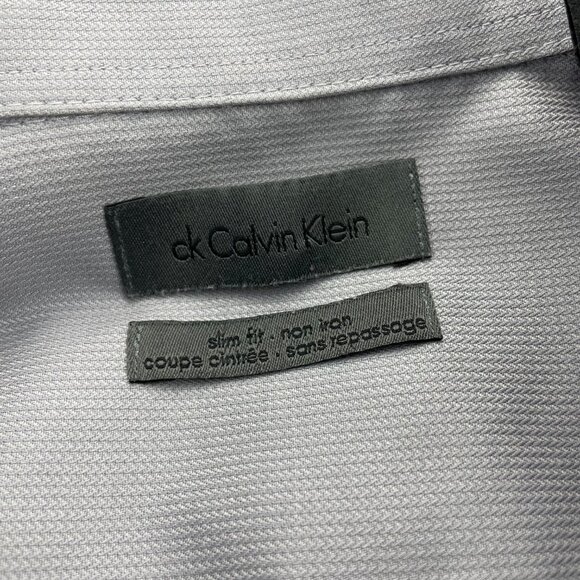 ck Calvin Klein
slim fit · non iron
coupe cintrée · sans repassage